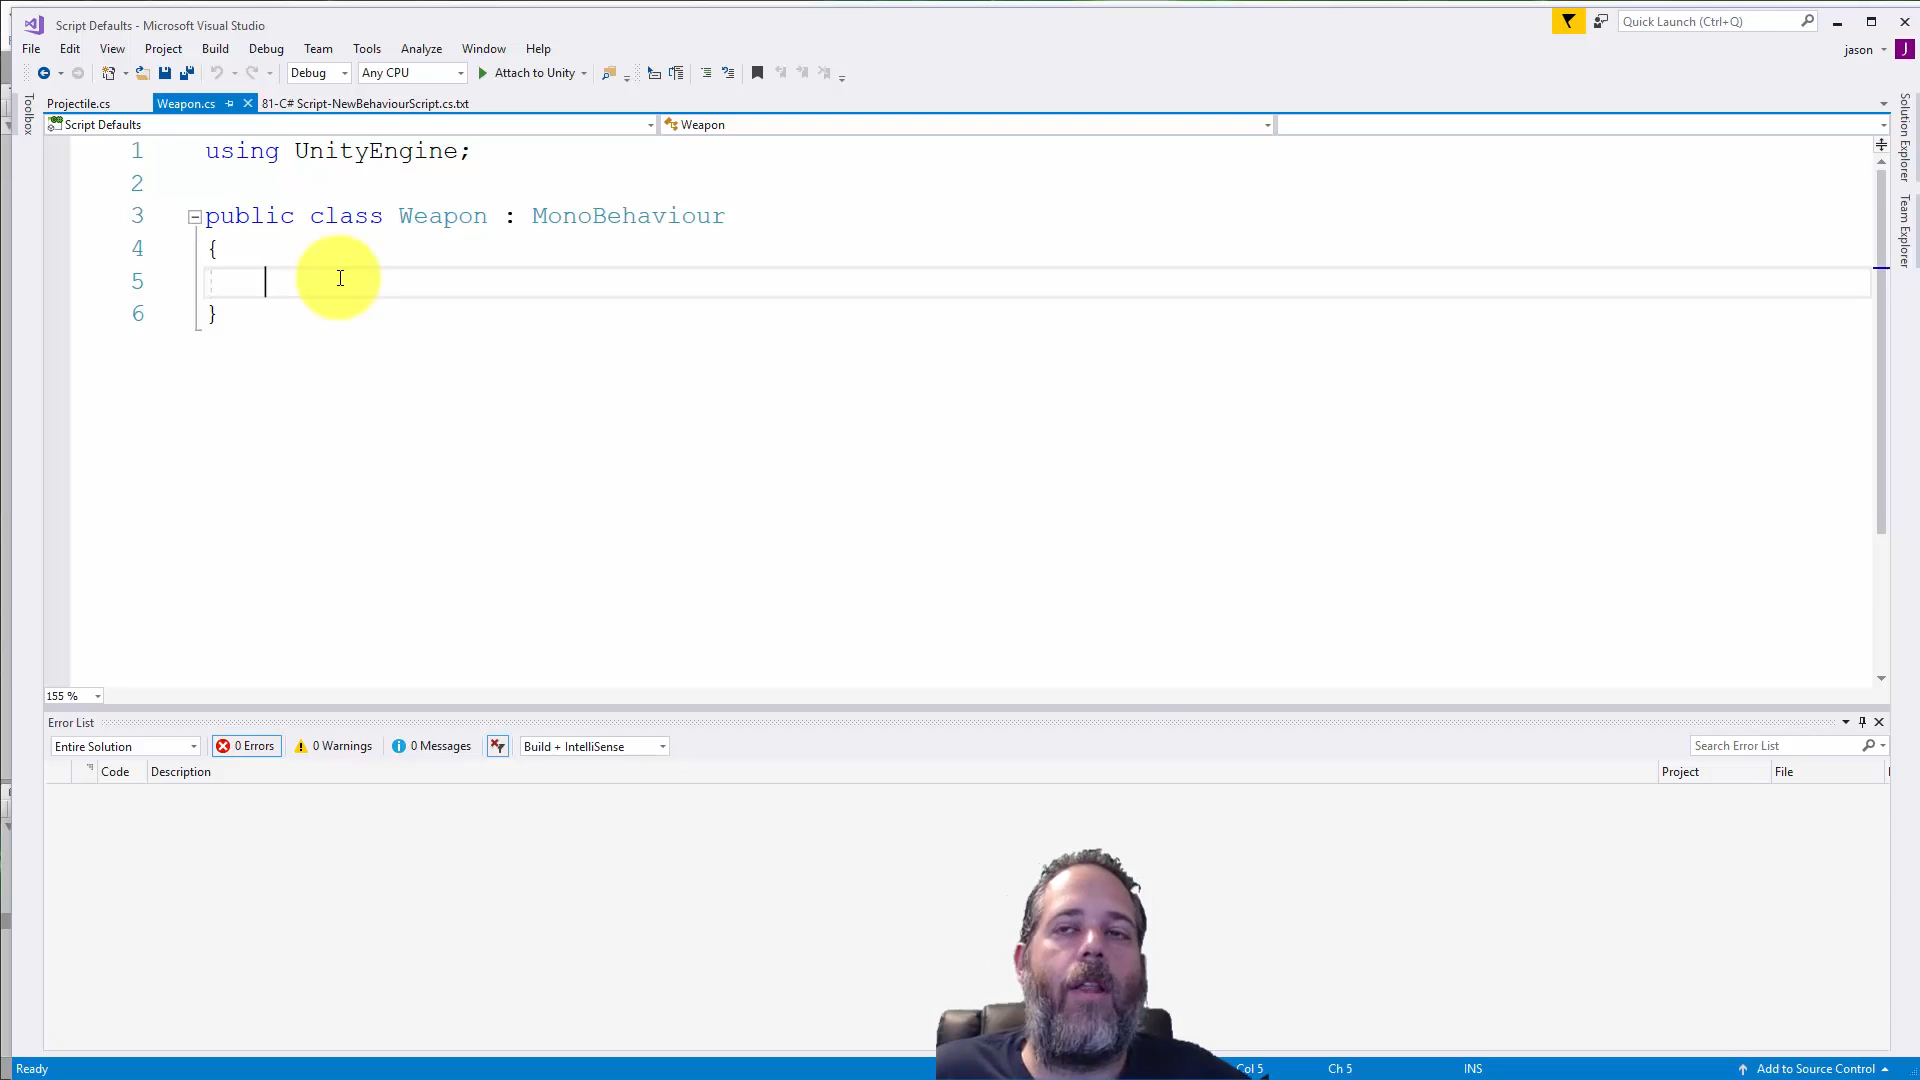 Script Defaults - Microsoft Visual Studio
Quick Launch (Ctrl+Q)
File Edit View Project Build Debug Team Tools Analyze Window Help
jason J
Debug Any CPU Attach to Unity
Toolbox
Projectile.cs Weapon.cs 81-C# Script-NewBehaviourScript.cs.txt
Script Defaults Weapon
Solution Explorer
Team Explorer
1 using UnityEngine;
2
3 public class Weapon : MonoBehaviour
4 {
5
6 }
155 %
Error List
Entire Solution 0 Errors 0 Warnings 0 Messages Build + IntelliSense Search Error List
Code Description Project File
Ready Col 5 Ch 5 INS Add to Source Control